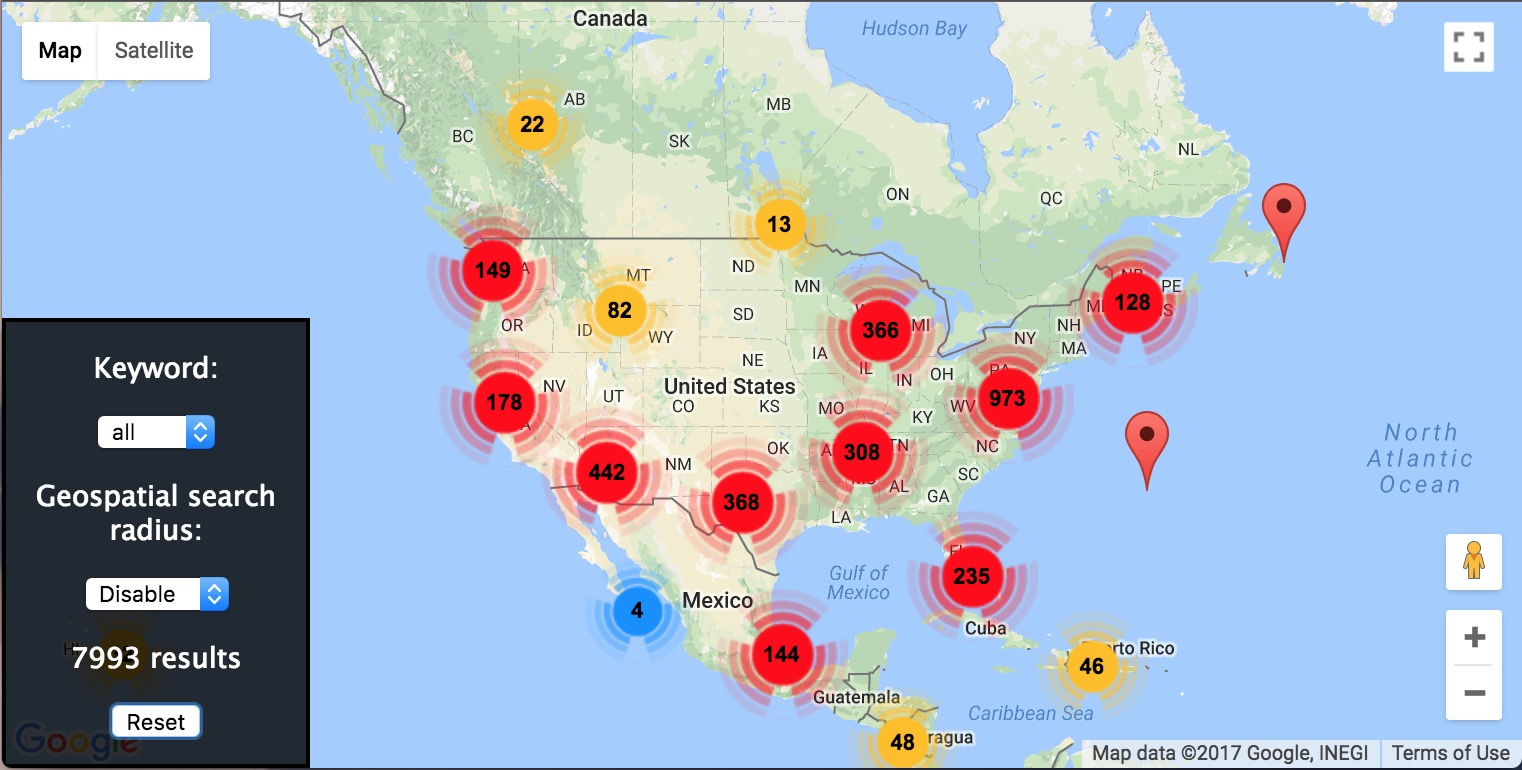 Canada
Hudson Bay
Map
Satellite
AB
22
MB
BC
SK
NL
ON
QC
13
149
ND
MT
MN
PE
128
82
SD
OR
ID
WY
366
MI
NH
NY
MA
IA
NE
IL
IN
OH
PA
United States
NV
UT
CO
KS
MO
KY
WV
973
178
NC
OK
308
TN
NM
442
SC
AL
GA
368
LA
North
Atlantic
Ocean
235
Gulf of
Mexico
4
Mexico
Cuba
144
46
rto Rico
Guatemala
Caribbean Sea
48
ragua
Keyword:
all
Geospatial search
radius:
Disable
7993 results
Reset
Google
+
−
Map data ©2017 Google, INEGI
Terms of Use